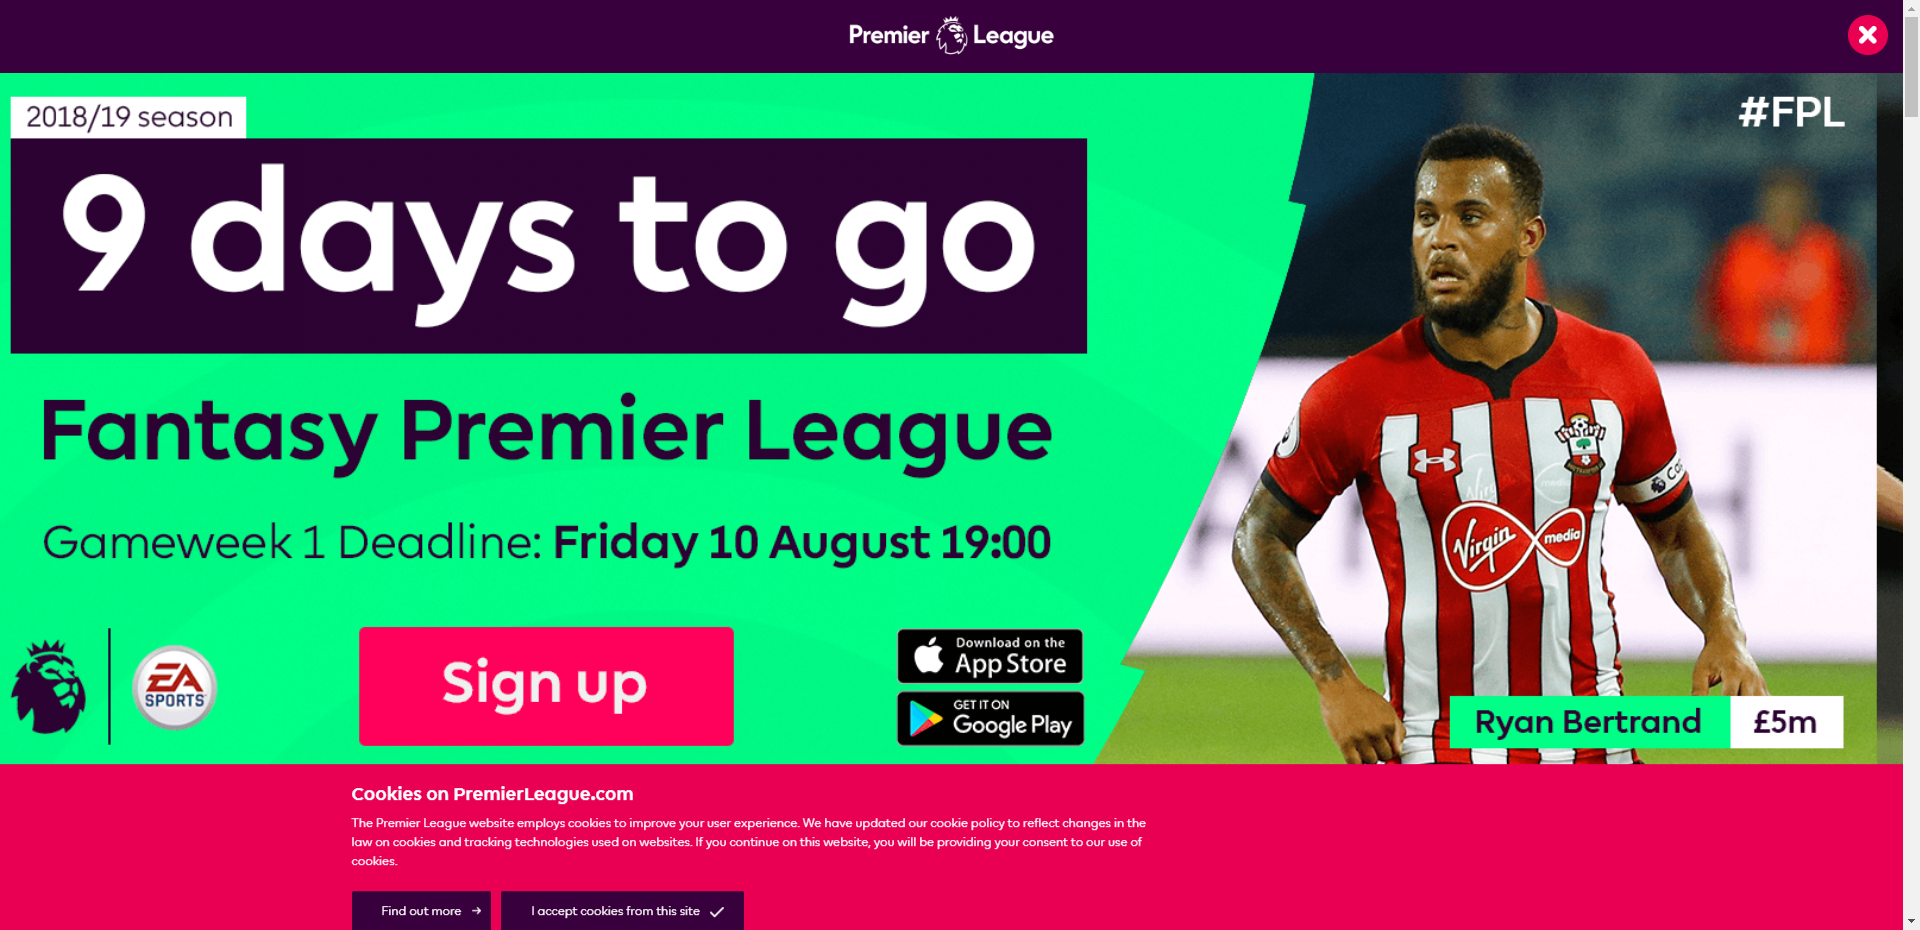 Premier League
2018/19 season
#FPL
9 days to go
Fantasy Premier League
Gameweek 1 Deadline: Friday 10 August 19:00
EA
SPORTS
Sign up
Download on the
App Store
GET IT ON
Google Play
Virgin
media
Ryan Bertrand £5m
Cookies on PremierLeague.com
The Premier League website employs cookies to improve your user experience. We have updated our cookie policy to reflect changes in the
law on cookies and tracking technologies used on websites. If you continue on this website, you will be providing your consent to our use of
cookies.
Find out more
I accept cookies from this site